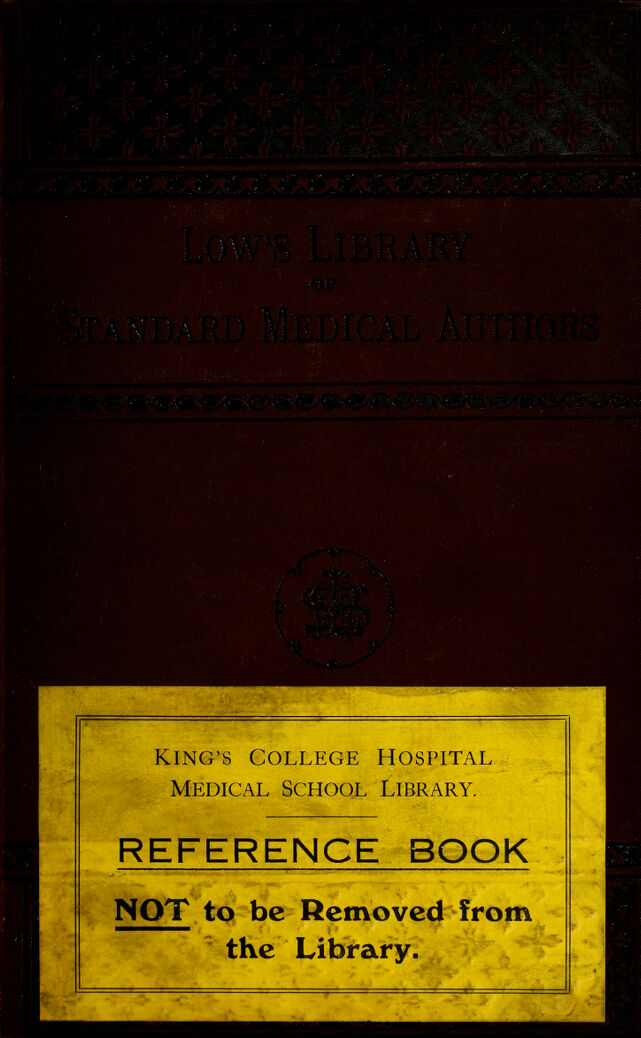 LOW'S LIBRARY
OF
STANDARD MEDICAL AUTHORS
KING'S COLLEGE HOSPITAL
MEDICAL SCHOOL LIBRARY.
REFERENCE BOOK
NOT to be Removed from
the Library.